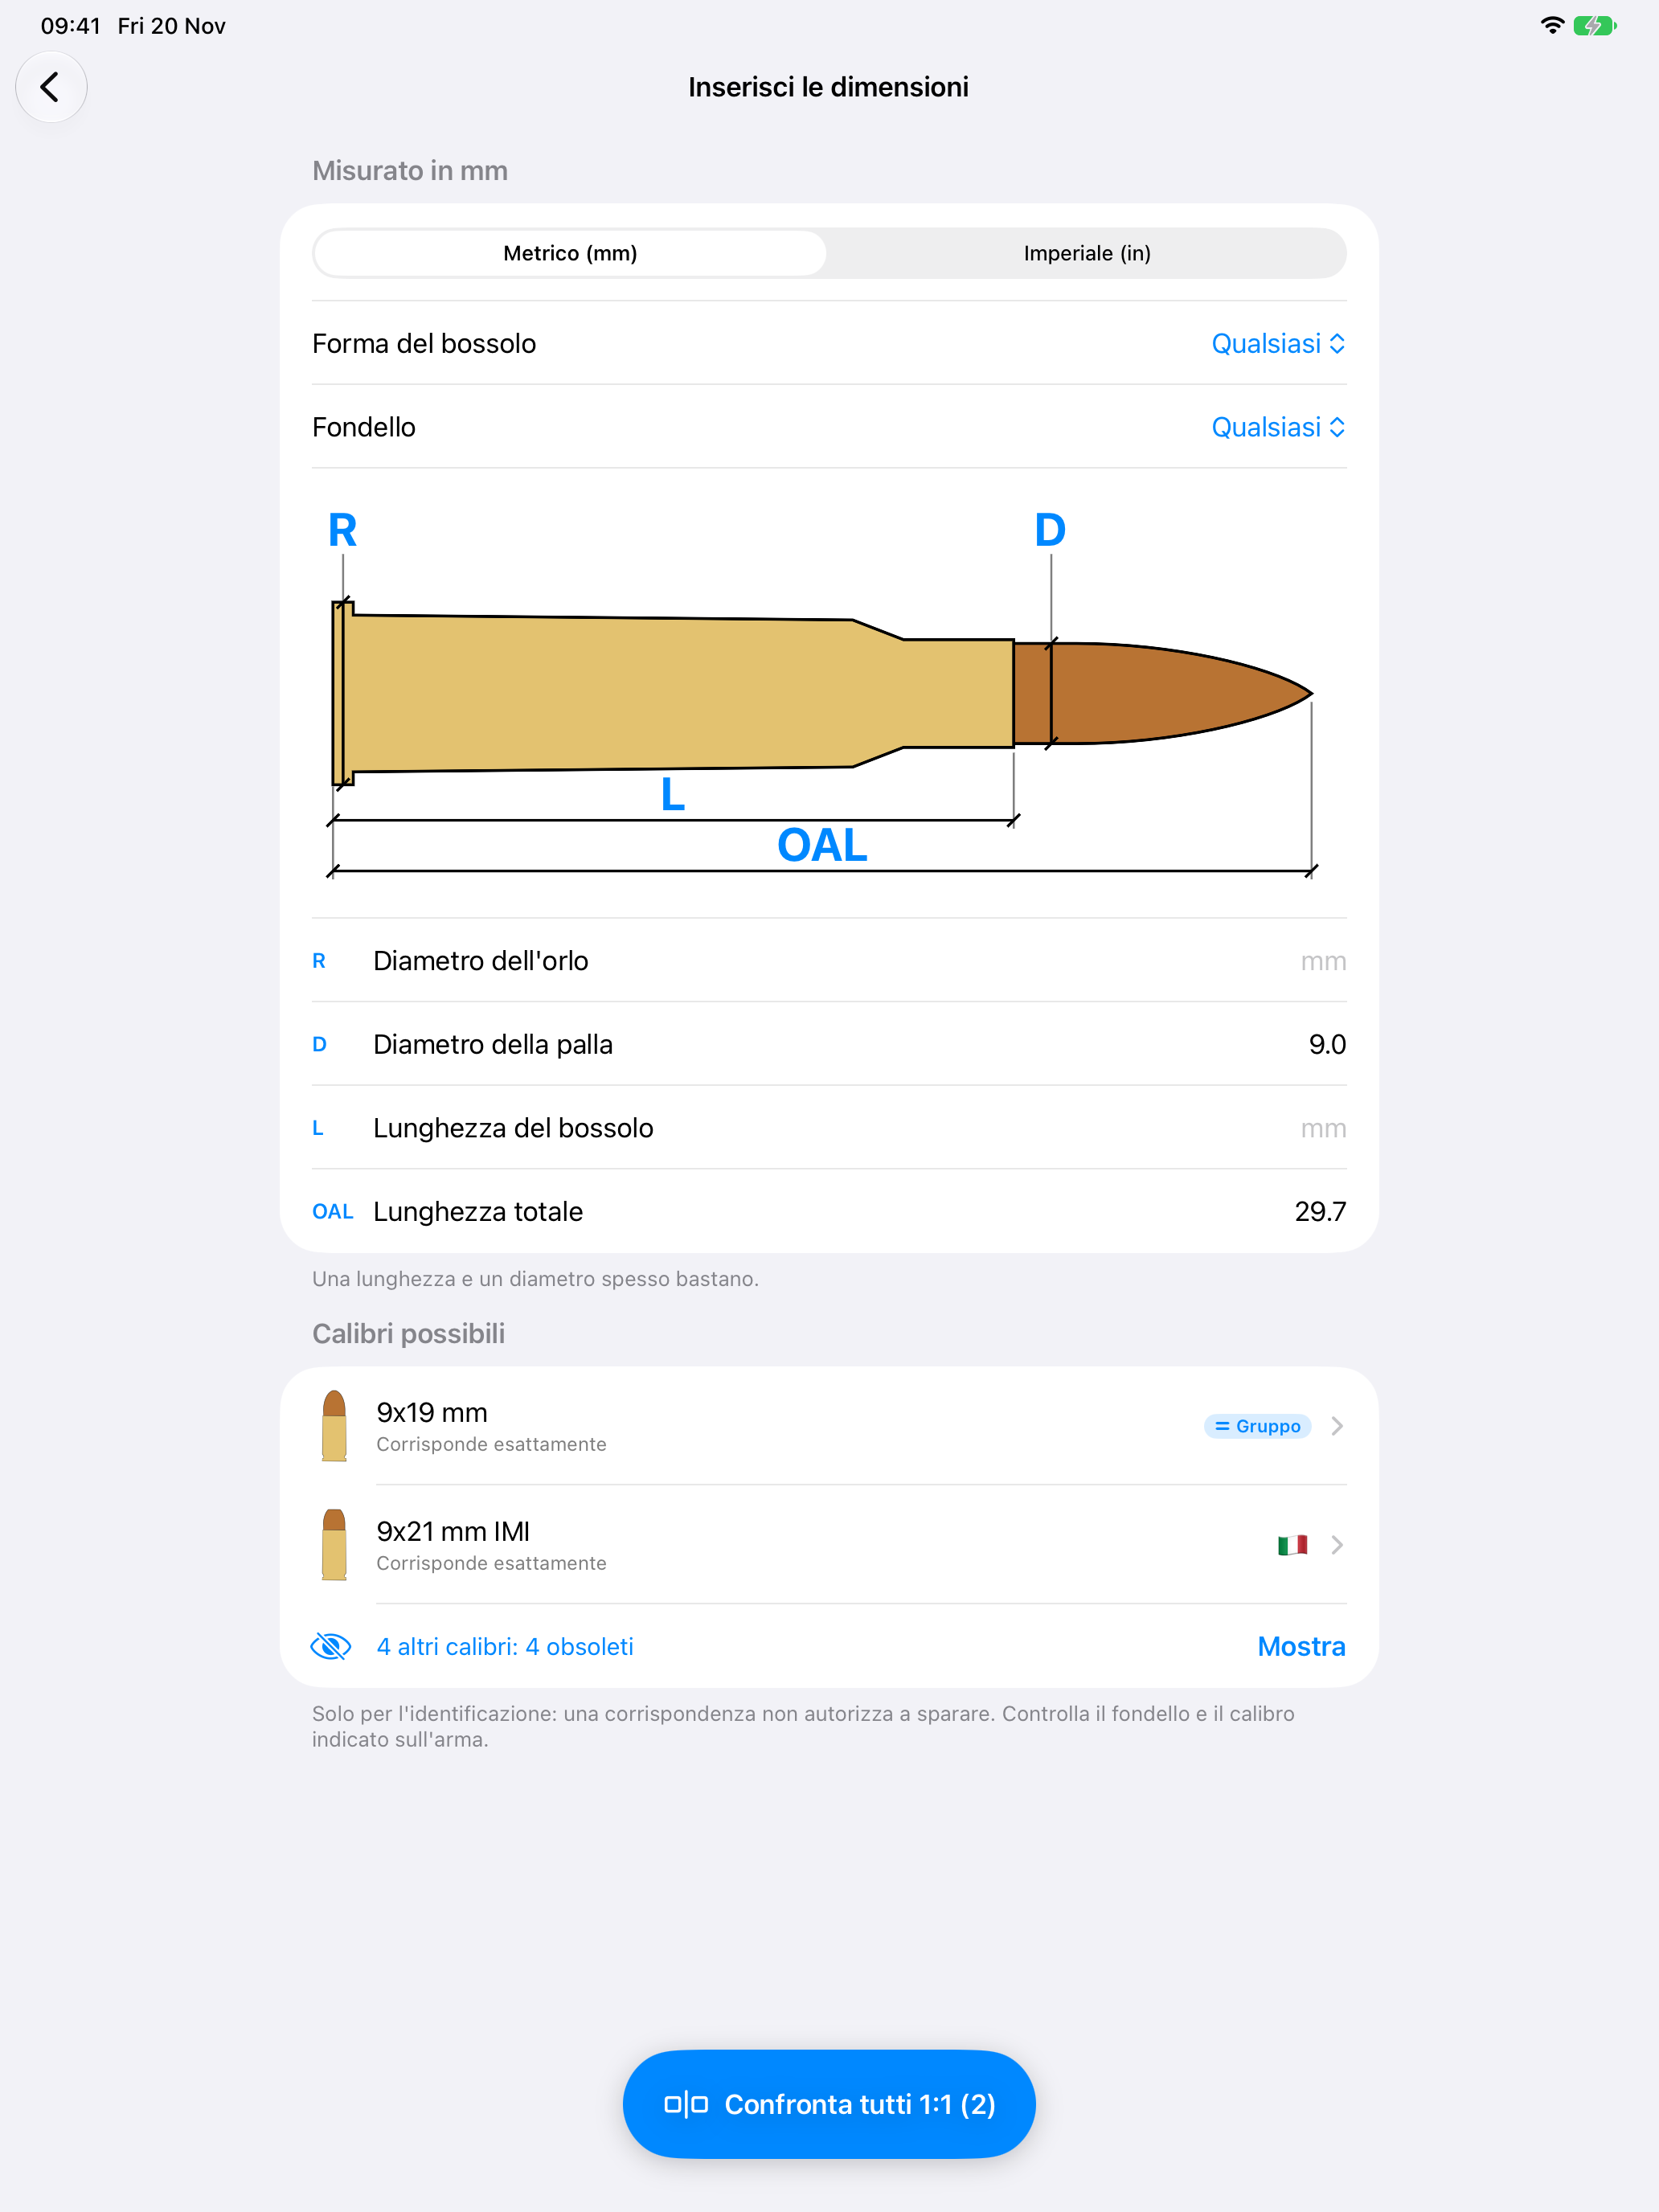 09:41 Fri 20 Nov
Inserisci le dimensioni
Misurato in mm
Metrico (mm) Imperiale (in)
Forma del bossolo Qualsiasi
Fondello Qualsiasi
R D
L
OAL
R Diametro dell'orlo mm
D Diametro della palla 9.0
L Lunghezza del bossolo mm
OAL Lunghezza totale 29.7
Una lunghezza e un diametro spesso bastano.
Calibri possibili
9x19 mm
Corrisponde esattamente
= Gruppo
9x21 mm IMI
Corrisponde esattamente
4 altri calibri: 4 obsoleti Mostra
Solo per l'identificazione: una corrispondenza non autorizza a sparare. Controlla il fondello e il calibro
indicato sull'arma.
Confronta tutti 1:1 (2)